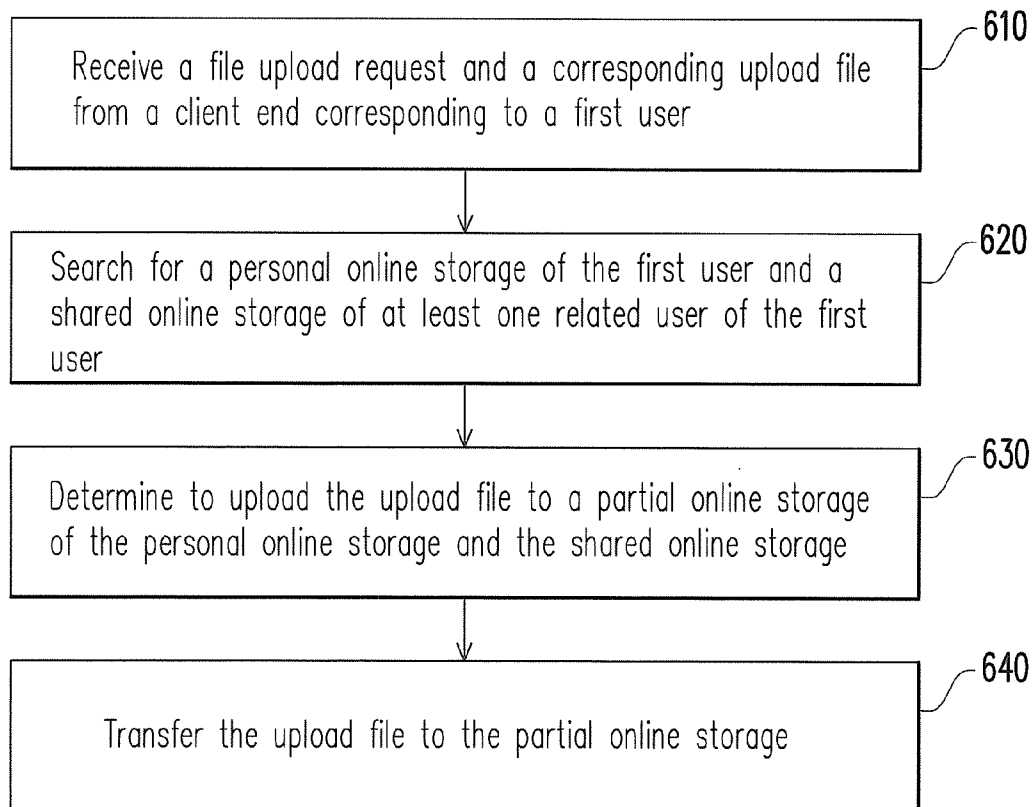 610
Receive a file upload request and a corresponding upload file
from a client end corresponding to a first user
620
Search for a personal online storage of the first user and a
shared online storage of at least one related user of the first
user
630
Determine to upload the upload file to a partial online storage
of the personal online storage and the shared online storage
640
Transfer the upload file to the partial online storage